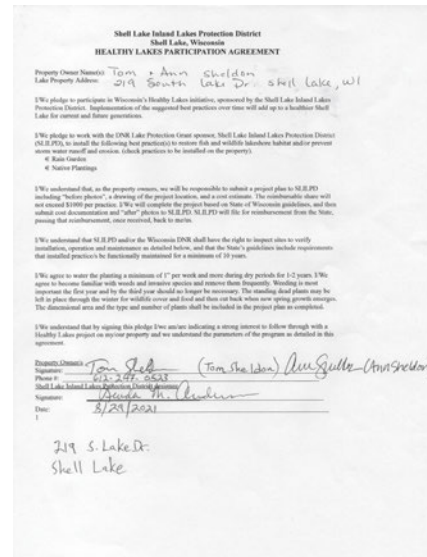 Shell Lake Inland Lakes Protection District
Shell Lake, Wisconsin
HEALTHY LAKES PARTICIPATION AGREEMENT
Property Owner Name(s): Tom + Ann Sheldon
Lake Property Address: 219 South Lake Dr. Shell Lake, WI
I/We pledge to participate in Wisconsin's Healthy Lakes initiative, sponsored by the Shell Lake Inland Lakes
Protection District. Implementation of the suggested best practices over time will add up to a healthier Shell
Lake for current and future generations.
I/We pledge to work with the DNR Lake Protection Grant sponsor, Shell Lake Inland Lakes Protection District
(SLILPD), to install the following best practice(s) to restore fish and wildlife lakeshore habitat and/or prevent
storm water runoff and erosion. (check practices to be installed on the property).
€ Rain Garden
€ Native Plantings
I/We understand that, as the property owners, we will be responsible to submit a project plan to SLILPD
including "before photos", a drawing of the project location, and a cost estimate. The reimbursable share will
not exceed $1000 per practice. I/We will complete the project based on State of Wisconsin guidelines, and then
submit cost documentation and "after" photos to SLILPD. SLILPD will file for reimbursement from the State,
passing that reimbursement, once received, back to me/us.
I/We understand that SLILPD and/or the Wisconsin DNR shall have the right to inspect sites to verify
installation, operation and maintenance as detailed below, and that the State's guidelines include requirements
that installed practice/s be functionally maintained for a minimum of 10 years.
I/We agree to water the planting a minimum of 1" per week and more during dry periods for 1-2 years. I/We
agree to become familiar with weeds and invasive species and remove them frequently. Weeding is most
important the first year and by the third year should no longer be necessary. The standing dead plants may be
left in place through the winter for wildlife cover and food and then cut back when new spring growth emerges.
The dimensional area and the type and number of plants shall be included in the project plan as completed.
I/We understand that by signing this pledge I/we am/are indicating a strong interest to follow through with a
Healthy Lakes project on my/our property and we understand the parameters of the program as detailed in this
agreement.
Property Owner/s
Signature: Tom (Tom Sheldon) Ann (Ann Sheldon
Phone #: 612-247-0523
Shell Lake Inland Lakes Protection District
Signature:
Date: 8/29/2021
1
219 S. Lake Dr.
Shell Lake